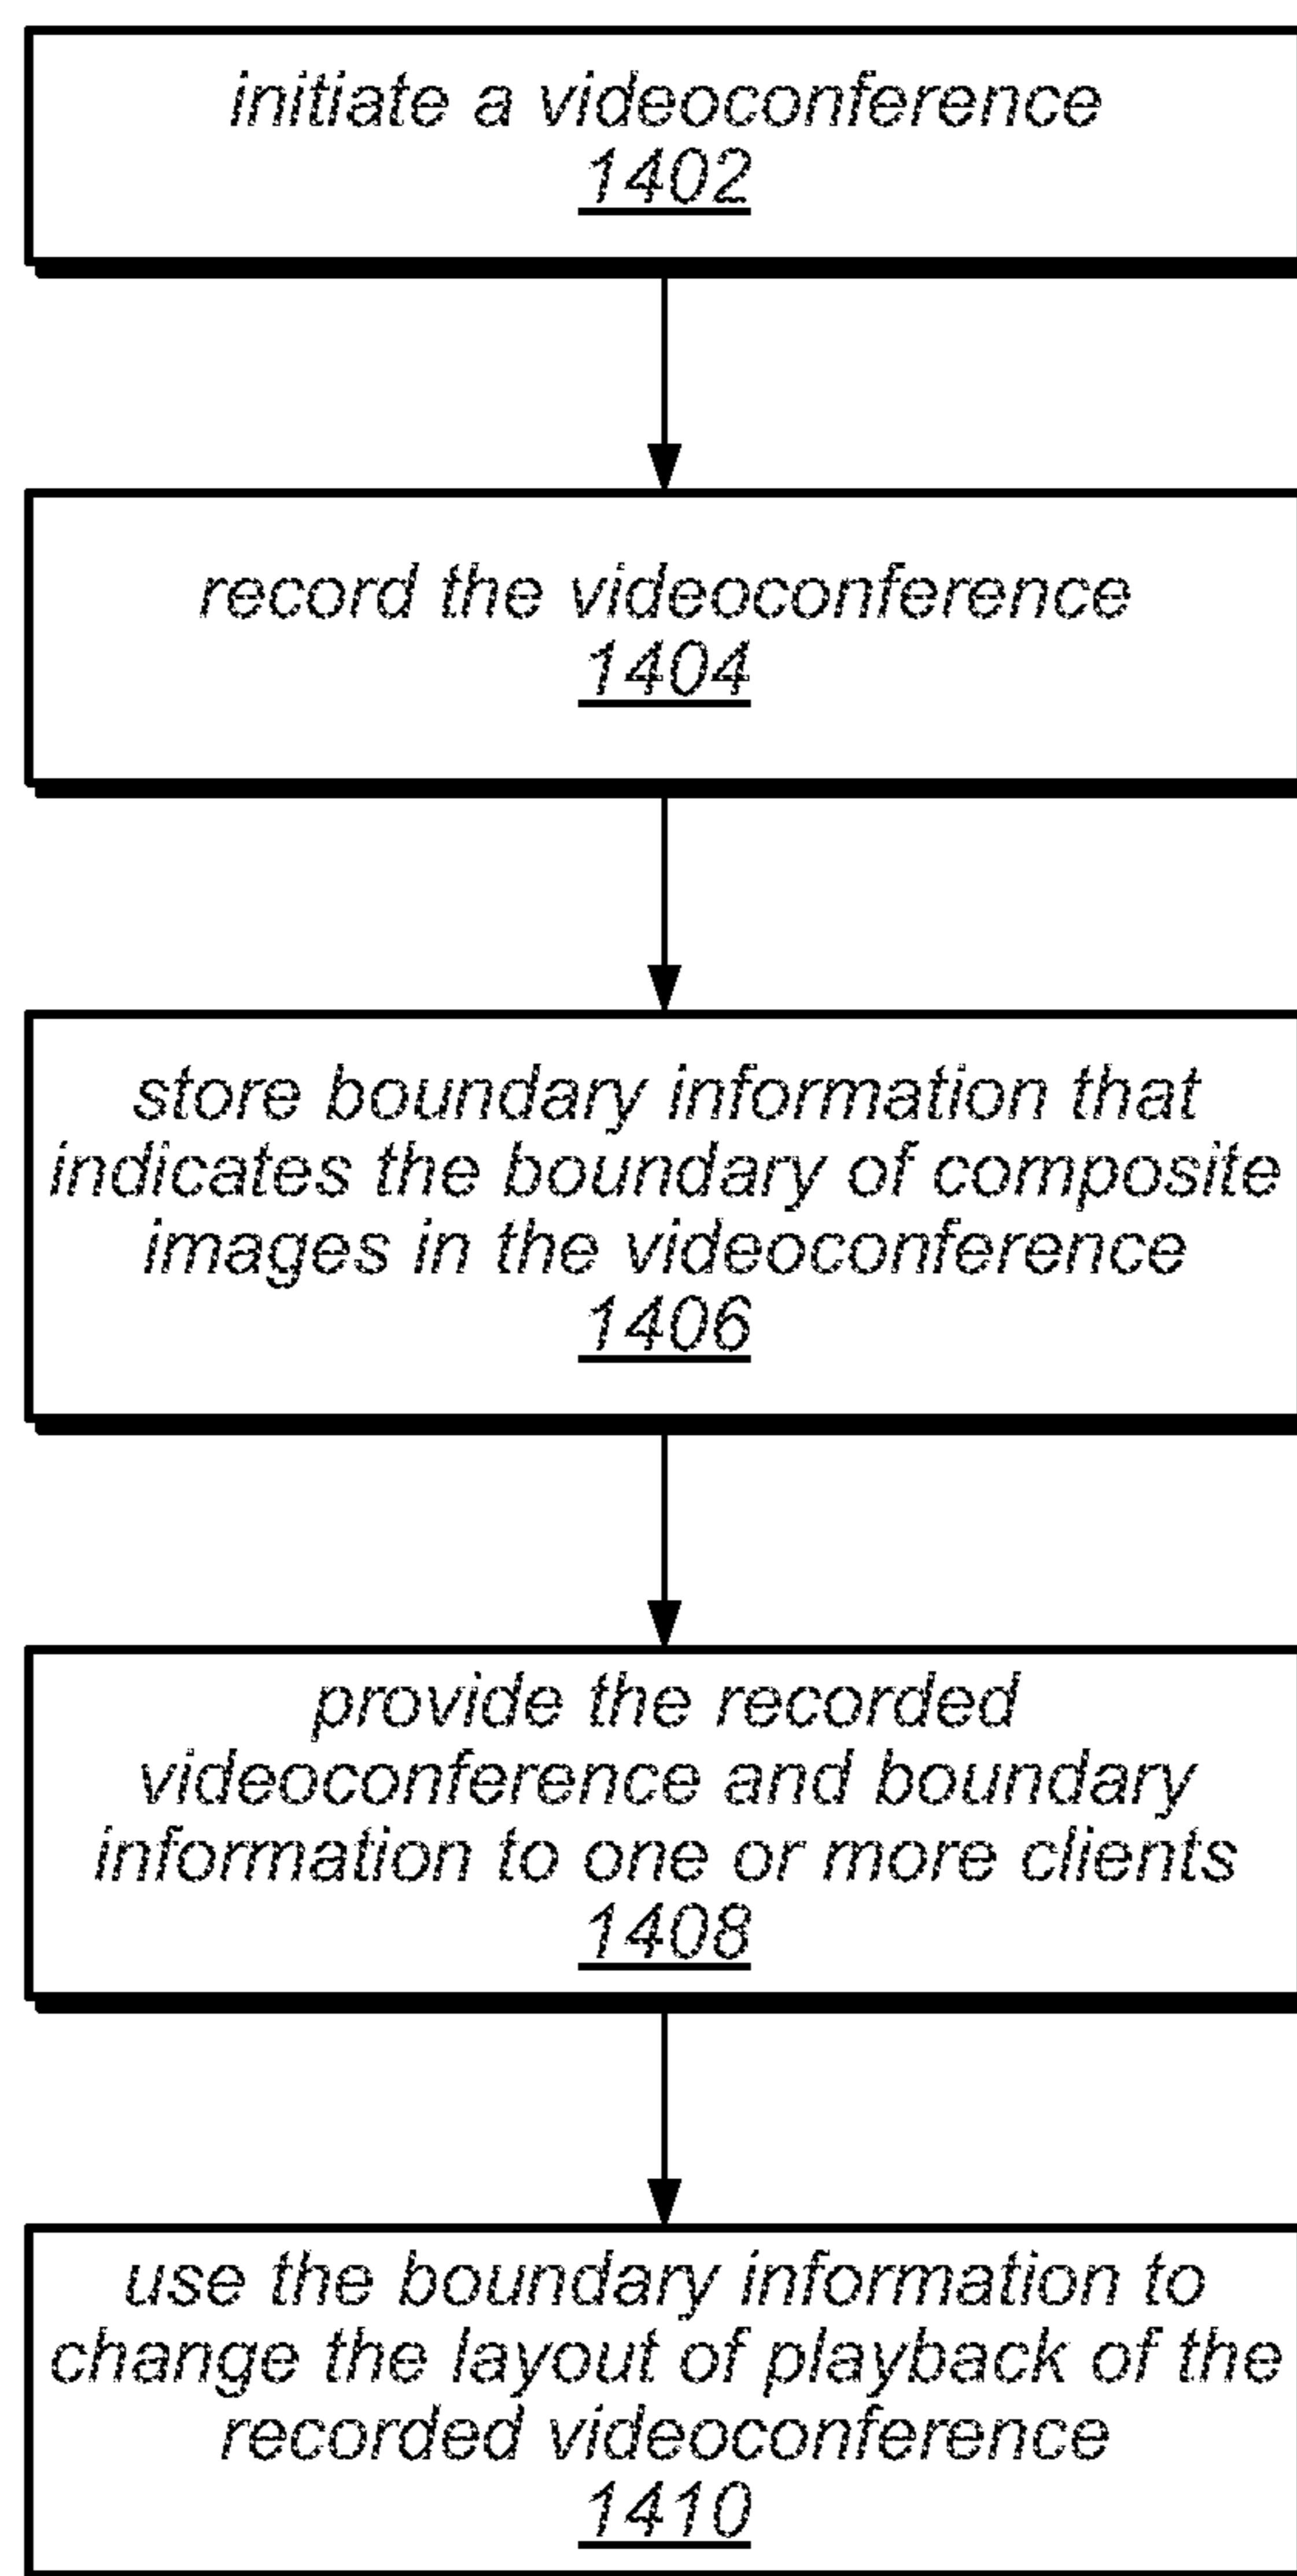 initiate a videoconference
1402
record the videoconference
1404
store boundary information that
indicates the boundary of composite
images in the videoconference
1406
provide the recorded
videoconference and boundary
information to one or more clients
1408
use the boundary information to
change the layout of playback of the
recorded videoconference
1410